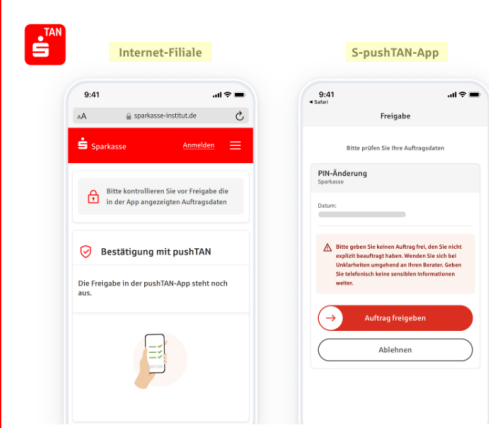 TAN
Internet-Filiale
S-pushTAN-App
9:41
AA
sparkasse-institut.de
Sparkasse
Anmelden
Bitte kontrollieren Sie vor Freigabe die
in der App angezeigten Auftragsdaten
Bestätigung mit pushTAN
Die Freigabe in der pushTAN-App steht noch
aus.
9:41
Safari
Freigabe
Bitte prüfen Sie Ihre Auftragsdaten
PIN-Änderung
Sparkasse
Datum:
Bitte geben Sie keinen Auftrag frei, den Sie nicht
explizit beauftragt haben. Wenden Sie sich bei
Unklarheiten umgehend an Ihren Berater. Geben
Sie telefonisch keine sensiblen Informationen
weiter.
Auftrag freigeben
Ablehnen